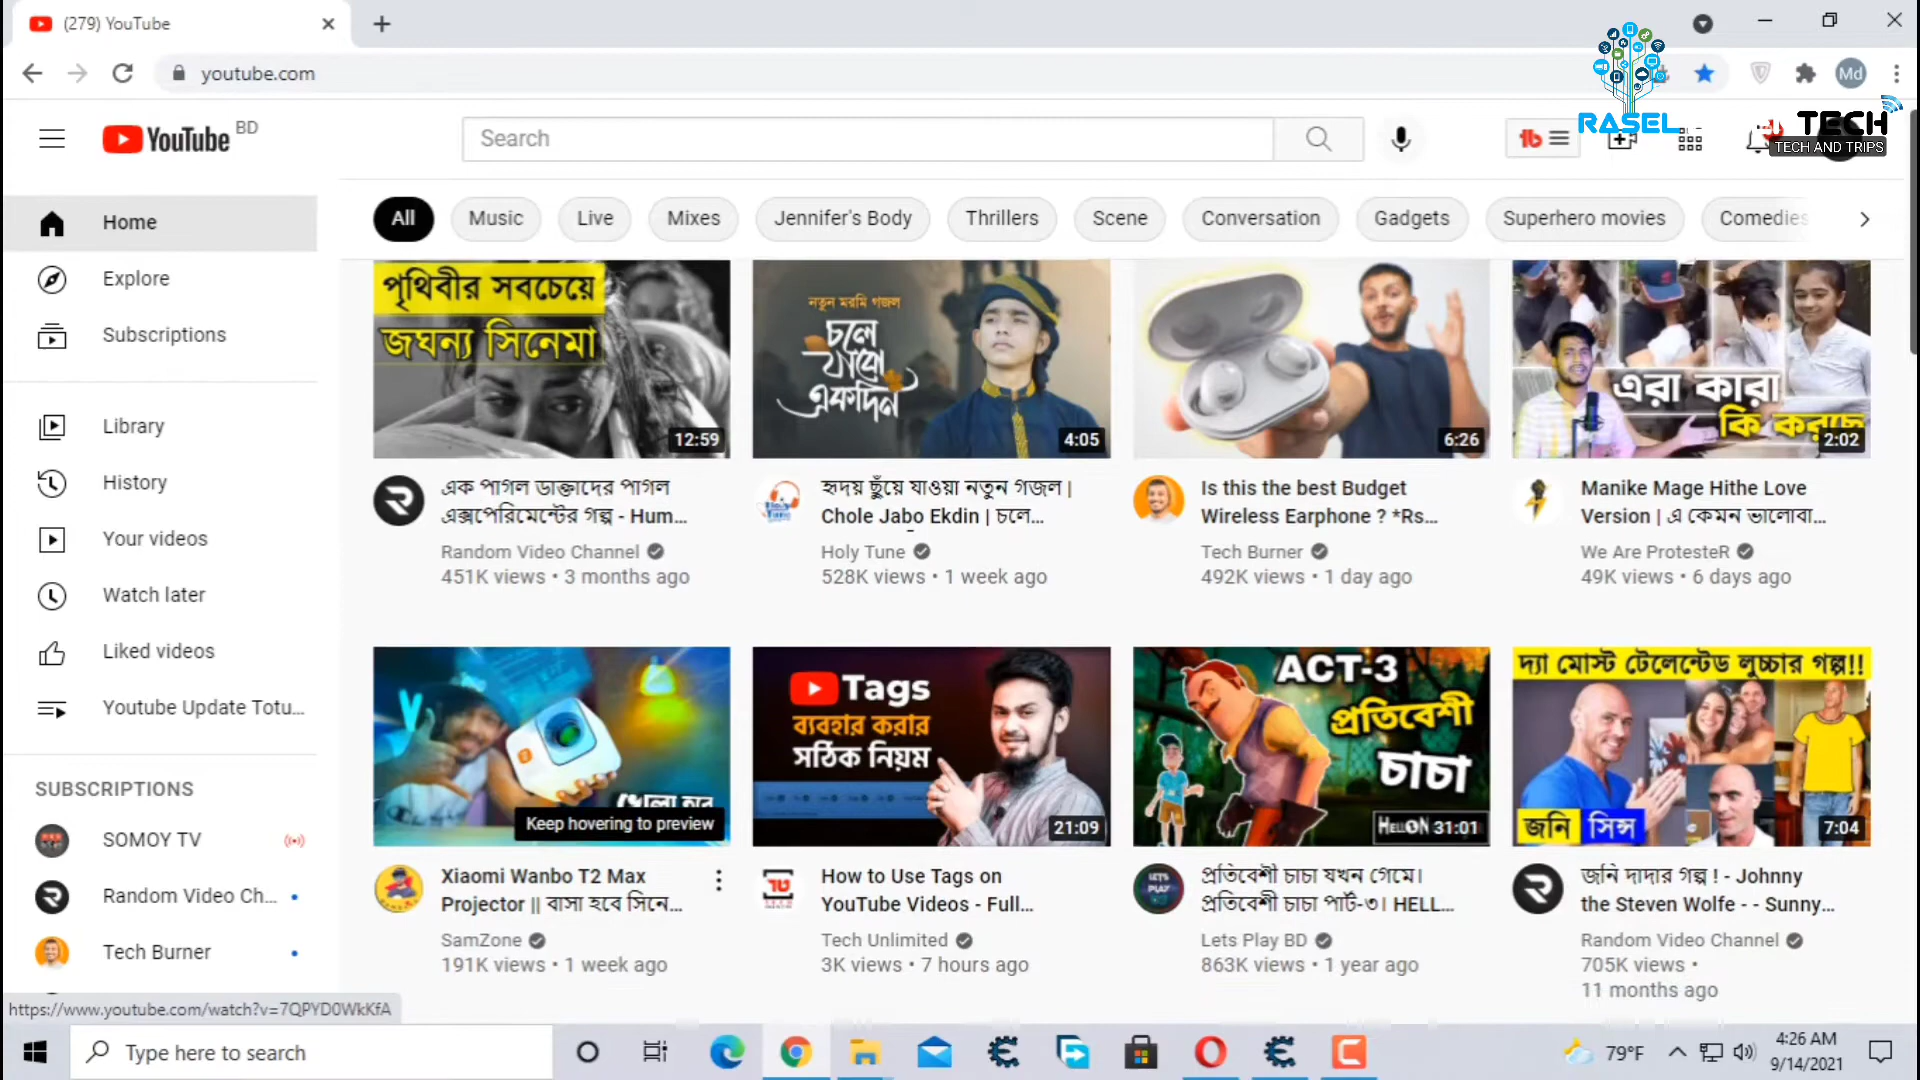 (279) YouTube
youtube.com
RASEL TECH
TECH AND TRIPS
YouTube BD
Search
Home
Explore
Subscriptions
Library
History
Your videos
Watch later
Liked videos
Youtube Update Totu...
SUBSCRIPTIONS
SOMOY TV
Random Video Ch...
Tech Burner
All
Music
Live
Mixes
Jennifer's Body
Thrillers
Scene
Conversation
Gadgets
Superhero movies
Comedies
পৃথিবীর সবচেয়ে
জঘন্য সিনেমা
12:59
নতুন মরমি গজল
চলে
যাবো
একদিন
4:05
6:26
এরা কারা
কি করছে
2:02
এক পাগল ডাক্তাদের পাগল
এক্সপেরিমেন্টের গল্প - Hum...
Random Video Channel
451K views • 3 months ago
হৃদয় ছুঁয়ে যাওয়া নতুন গজল |
Chole Jabo Ekdin | চলে...
Holy Tune
528K views • 1 week ago
Is this the best Budget
Wireless Earphone ? *Rs...
Tech Burner
492K views • 1 day ago
Manike Mage Hithe Love
Version | এ কেমন ভালোবা...
We Are ProtesteR
49K views • 6 days ago
Keep hovering to preview
Tags
ব্যবহার করার
সঠিক নিয়ম
21:09
ACT-3
প্রতিবেশী
চাচা
31:01
দ্যা মোস্ট টেলেন্টেড লুচ্চার গল্প!!
জনি সিন্স
7:04
Xiaomi Wanbo T2 Max
Projector || বাসা হবে সিনে...
SamZone
191K views • 1 week ago
How to Use Tags on
YouTube Videos - Full...
Tech Unlimited
3K views • 7 hours ago
প্রতিবেশী চাচা যখন গেমে।
প্রতিবেশী চাচা পার্ট-৩। HELL...
Lets Play BD
863K views • 1 year ago
জনি দাদার গল্প ! - Johnny
the Steven Wolfe - - Sunny...
Random Video Channel
705K views •
11 months ago
https://www.youtube.com/watch?v=7QPYD0WkKfA
Type here to search
79°F
4:26 AM
9/14/2021